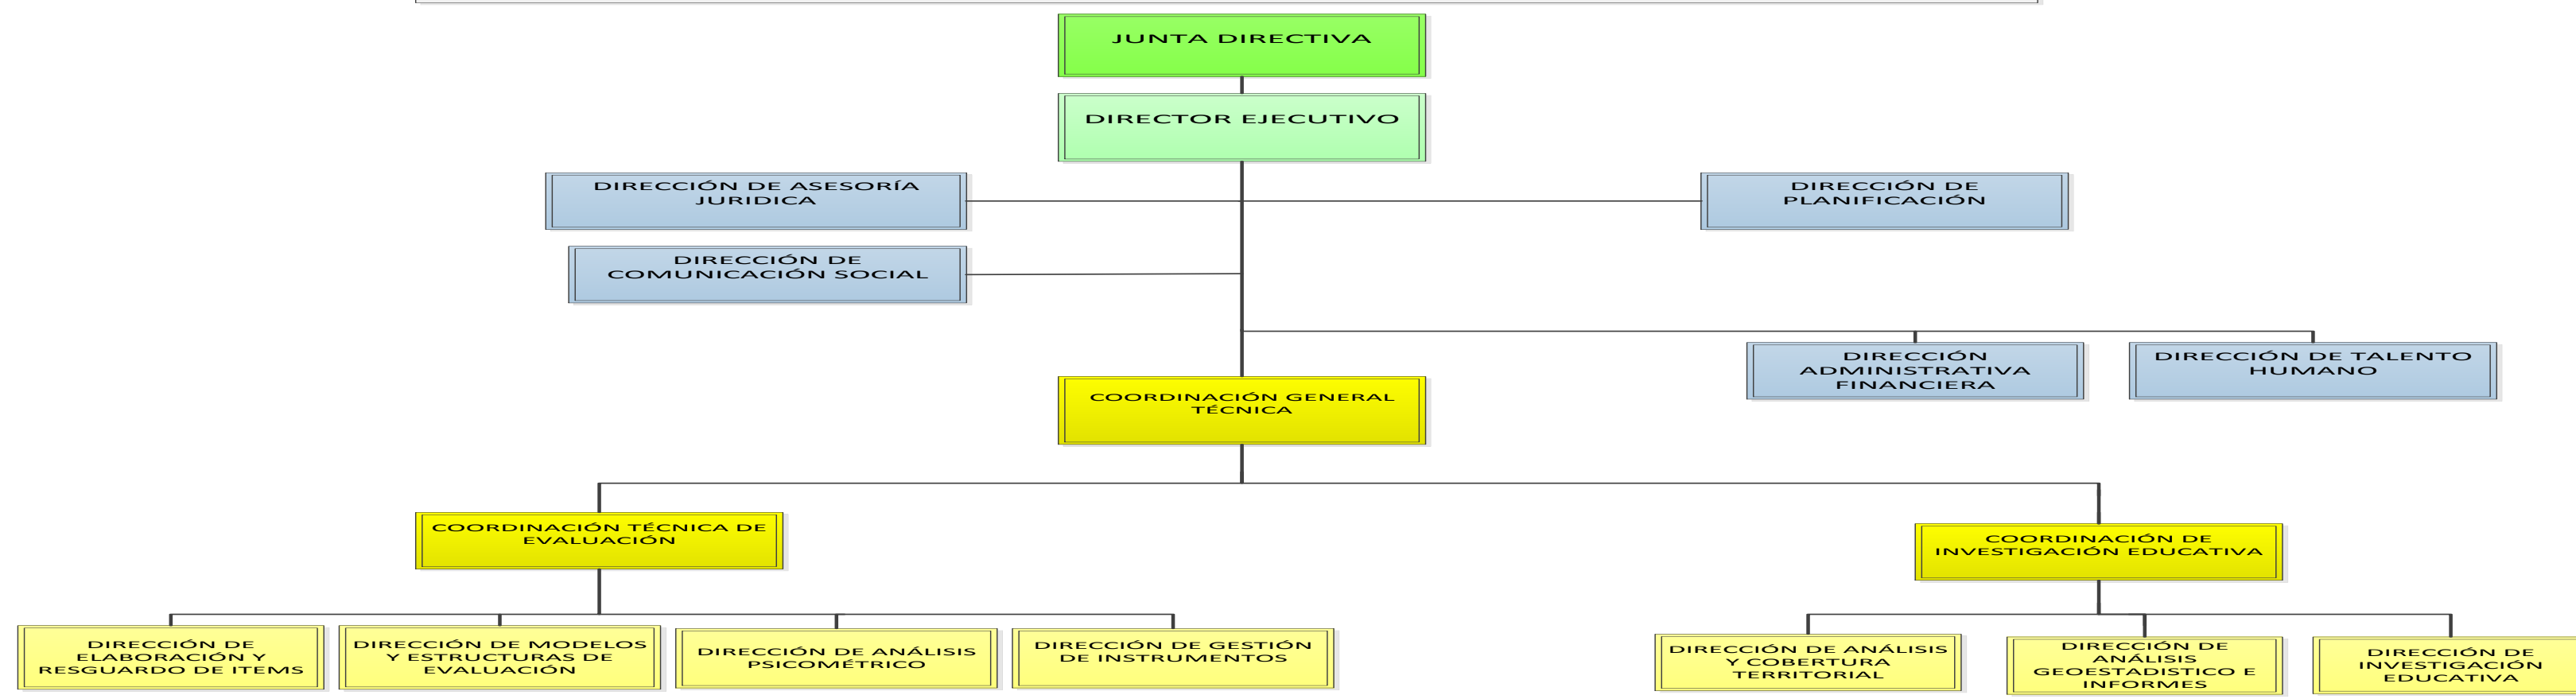 JUNTA DIRECTIVA
DIRECTOR EJECUTIVO
DIRECCIÓN DE ASESORÍA
JURIDICA
DIRECCIÓN DE
PLANIFICACIÓN
DIRECCIÓN DE
COMUNICACIÓN SOCIAL
DIRECCIÓN
ADMINISTRATIVA
FINANCIERA
DIRECCIÓN DE TALENTO
HUMANO
COORDINACIÓN GENERAL
TÉCNICA
COORDINACIÓN TÉCNICA DE
EVALUACIÓN
COORDINACIÓN DE
INVESTIGACIÓN EDUCATIVA
DIRECCIÓN DE
ELABORACIÓN Y
RESGUARDO DE ITEMS
DIRECCIÓN DE MODELOS
Y ESTRUCTURAS DE
EVALUACIÓN
DIRECCIÓN DE ANÁLISIS
PSICOMÉTRICO
DIRECCIÓN DE GESTIÓN
DE INSTRUMENTOS
DIRECCIÓN DE ANÁLISIS
Y COBERTURA
TERRITORIAL
DIRECCIÓN DE
ANÁLISIS
GEOESTADISTICO E
INFORMES
DIRECCIÓN DE
INVESTIGACIÓN
EDUCATIVA